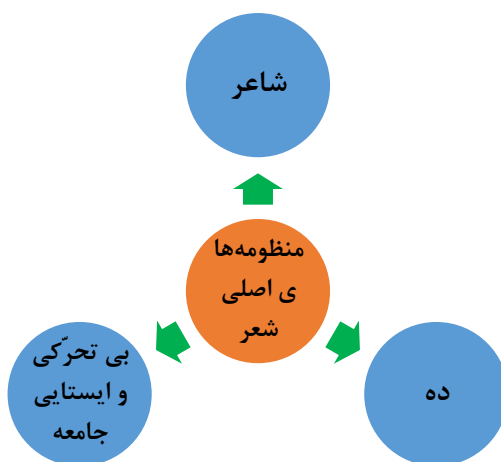 شاعر
منظومه‌ها
ی اصلی
شعر
بی تحرّکی
و ایستایی
جامعه
ده